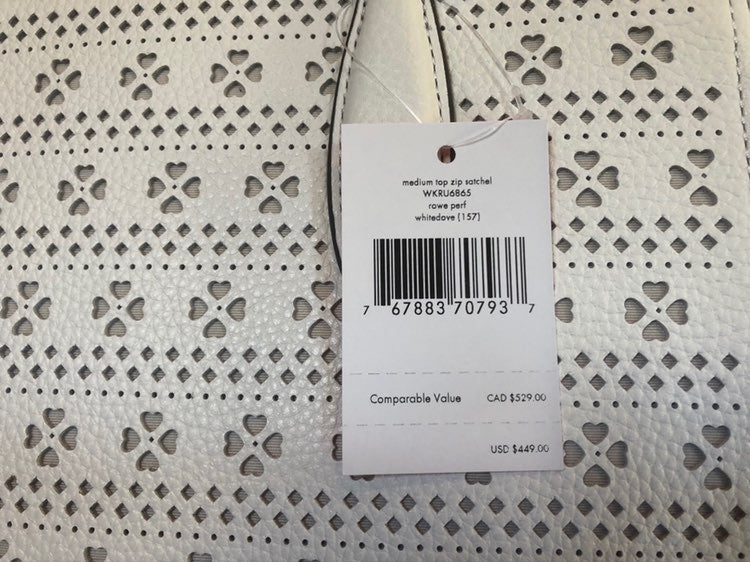 medium top zip satchel
WKRU6865
rowe perf
whitedove (157)
7 67883 70793 7
Comparable Value CAD $529.00
USD $449.00